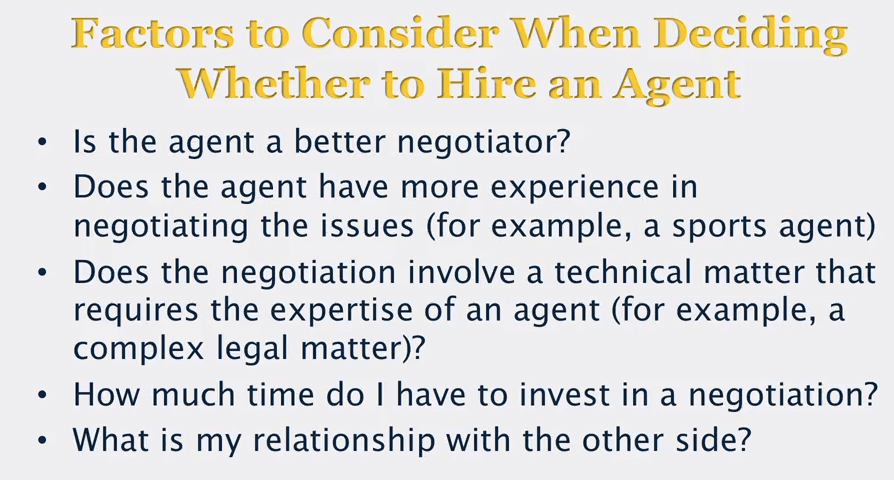 Factors to Consider When Deciding
Whether to Hire an Agent
• Is the agent a better negotiator?
• Does the agent have more experience in
negotiating the issues (for example, a sports agent)
• Does the negotiation involve a technical matter that
requires the expertise of an agent (for example, a
complex legal matter)?
• How much time do I have to invest in a negotiation?
• What is my relationship with the other side?